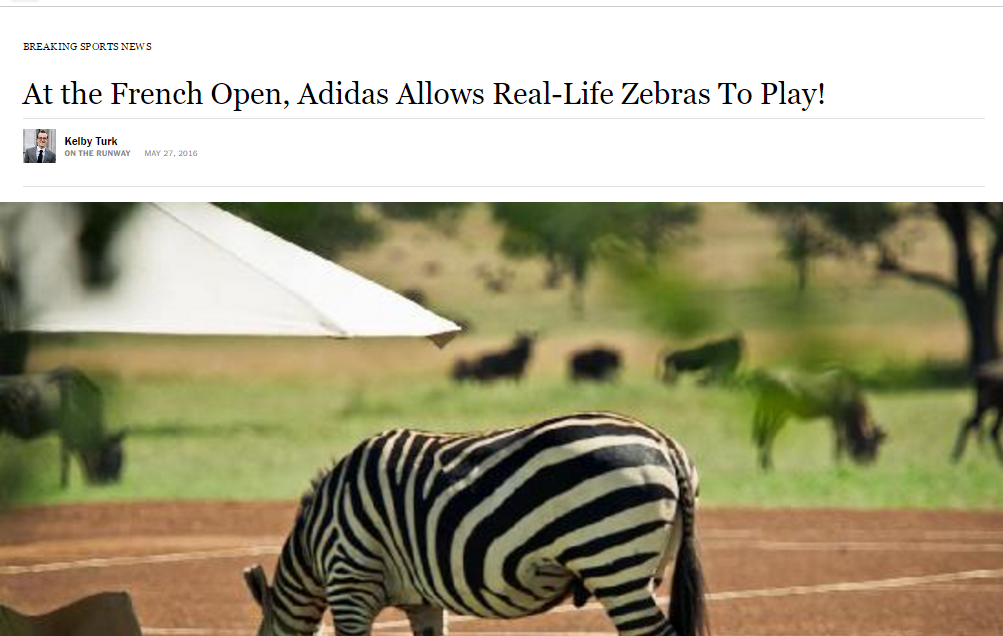 BREAKING SPORTS NEWS
At the French Open, Adidas Allows Real-Life Zebras To Play!
Kelby Turk
ON THE RUNWAY MAY 27, 2016